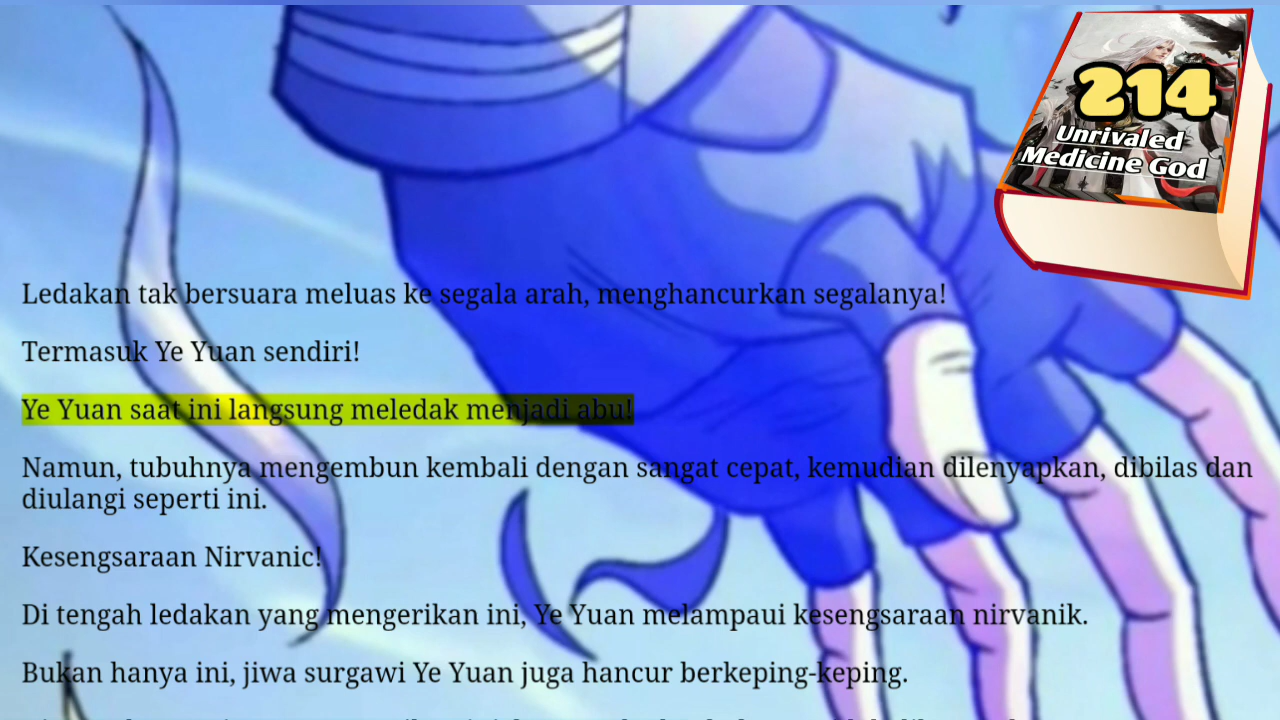 214
Unrivaled
Medicine God
Ledakan tak bersuara meluas ke segala arah, menghancurkan segalanya!
Termasuk Ye Yuan sendiri!
Ye Yuan saat ini langsung meledak menjadi abu!
Namun, tubuhnya mengembun kembali dengan sangat cepat, kemudian dilenyapkan, dibilas dan
diulangi seperti ini.
Kesengsaraan Nirvanic!
Di tengah ledakan yang mengerikan ini, Ye Yuan melampaui kesengsaraan nirvanik.
Bukan hanya ini, jiwa surgawi Ye Yuan juga hancur berkeping-keping.